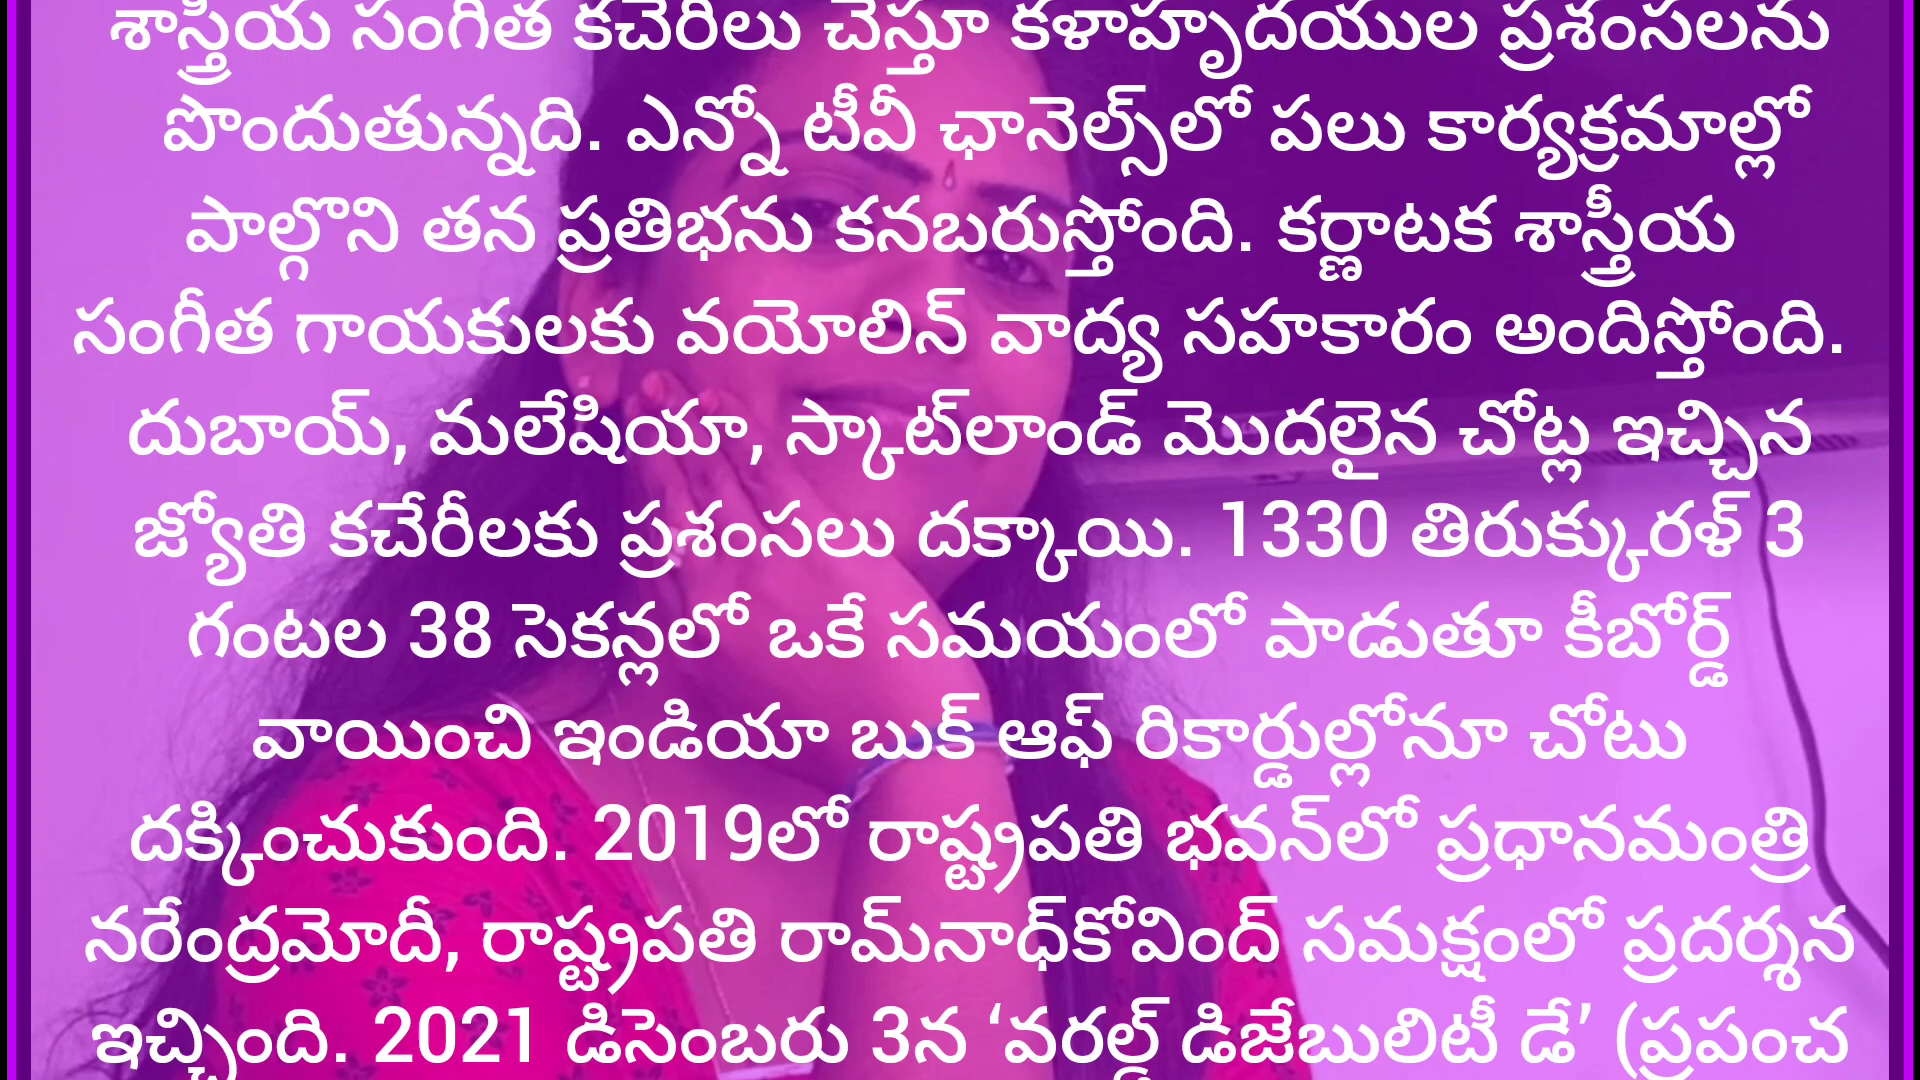 శాస్త్రీయ సంగీత కచేరీలు చేస్తూ కళాహృదయుల ప్రశంసలను
పొందుతున్నది. ఎన్నో టీవీ ఛానెల్స్‌లో పలు కార్యక్రమాల్లో
పాల్గొని తన ప్రతిభను కనబరుస్తోంది. కర్ణాటక శాస్త్రీయ
సంగీత గాయకులకు వయోలిన్ వాద్య సహకారం అందిస్తోంది.
దుబాయ్, మలేషియా, స్కాట్‌లాండ్ మొదలైన చోట్ల ఇచ్చిన
జ్యోతి కచేరీలకు ప్రశంసలు దక్కాయి. 1330 తిరుక్కురళ్ 3
గంటల 38 సెకన్లలో ఒకే సమయంలో పాడుతూ కీబోర్డ్
వాయించి ఇండియా బుక్ ఆఫ్ రికార్డుల్లోనూ చోటు
దక్కించుకుంది. 2019లో రాష్ట్రపతి భవన్‌లో ప్రధానమంత్రి
నరేంద్రమోదీ, రాష్ట్రపతి రామ్‌నాధ్‌కోవింద్ సమక్షంలో ప్రదర్శన
ఇచ్చింది. 2021 డిసెంబరు 3న ‘వరల్డ్ డిజేబులిటీ డే’ (ప్రపంచ